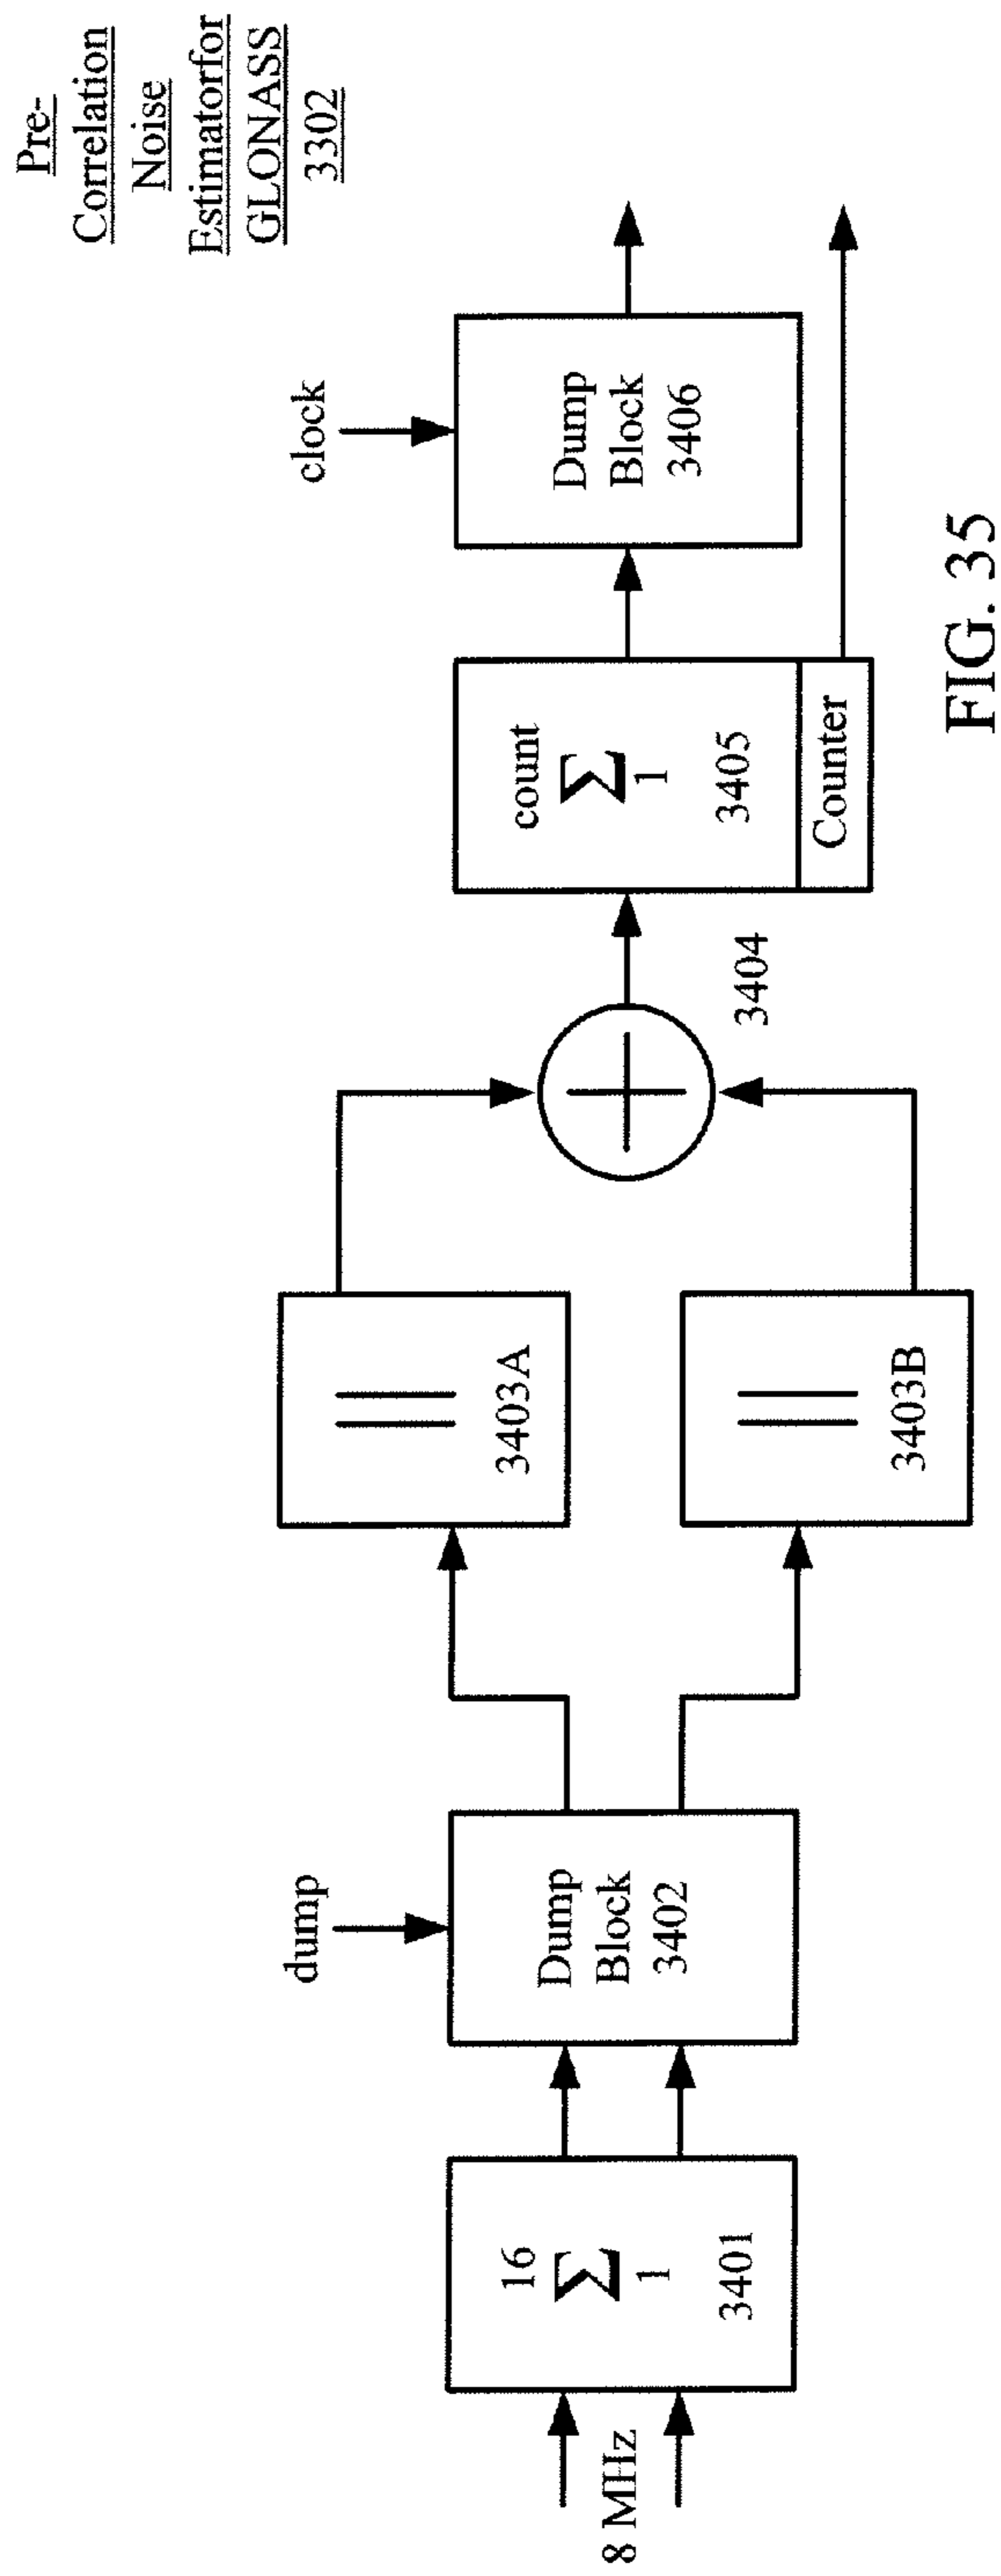 Pre-
Correlation
Noise
Estimatorfor
GLONASS
3302
8 MHz
16
Σ
1
3401
dump
Dump
Block
3402
||
3403A
||
3403B
+
3404
count
Σ
1
3405
Counter
clock
Dump
Block
3406
FIG. 35